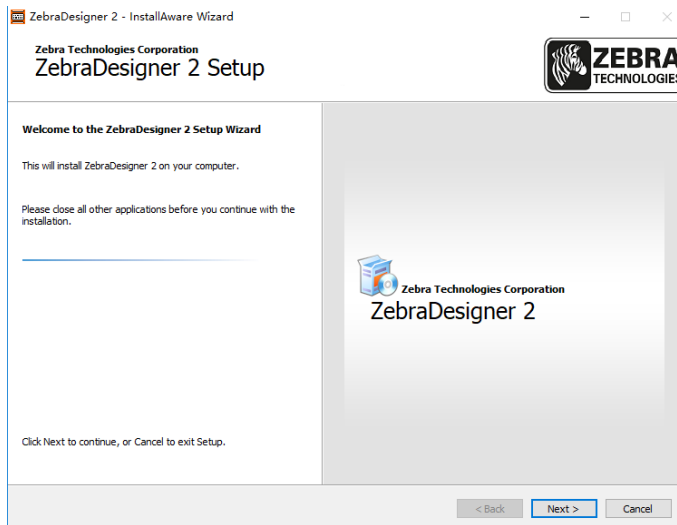 ZebraDesigner 2 - InstallAware Wizard
Zebra Technologies Corporation
ZebraDesigner 2 Setup
ZEBRA
TECHNOLOGIES
Welcome to the ZebraDesigner 2 Setup Wizard
This will install ZebraDesigner 2 on your computer.
Please close all other applications before you continue with the
installation.
Zebra Technologies Corporation
ZebraDesigner 2
Click Next to continue, or Cancel to exit Setup.
< Back
Next >
Cancel